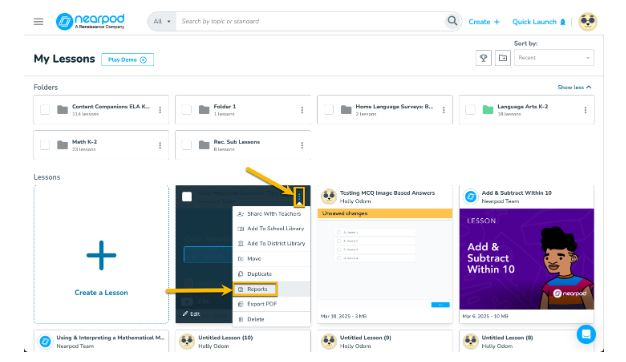 nearpod
A Renaissance Company
All
Search by topic or standard
Create +
Quick Launch
My Lessons
Play Demo
Sort by:
Recent
Folders
Show less
Content Companions ELA K...
114 lessons
Folder 1
1 lessons
Home Language Surveys: B...
2 lessons
Language Arts K-2
18 lessons
Math K-2
Rec. Sub Lessons
6 lessons
Lessons
Create a Lesson
Share With Teachers
Add To School Library
Add To District Library
Move
Duplicate
Reports
Export PDF
Delete
Edit
Testing MCQ Image Based Answers
Holly Odom
Unsaved changes
Mar 18, 2025 - 3 MB
Add & Subtract Within 10
Nearpod Team
LESSON
Add &
Subtract
Within 10
nearpod
Mar 6, 2025 - 10 MB
Using & Interpreting a Mathematical M...
Nearpod Team
Untitled Lesson (10)
Holly Odom
Untitled Lesson (9)
Holly Odom
Untitled Lesson (8)
Holly Odom